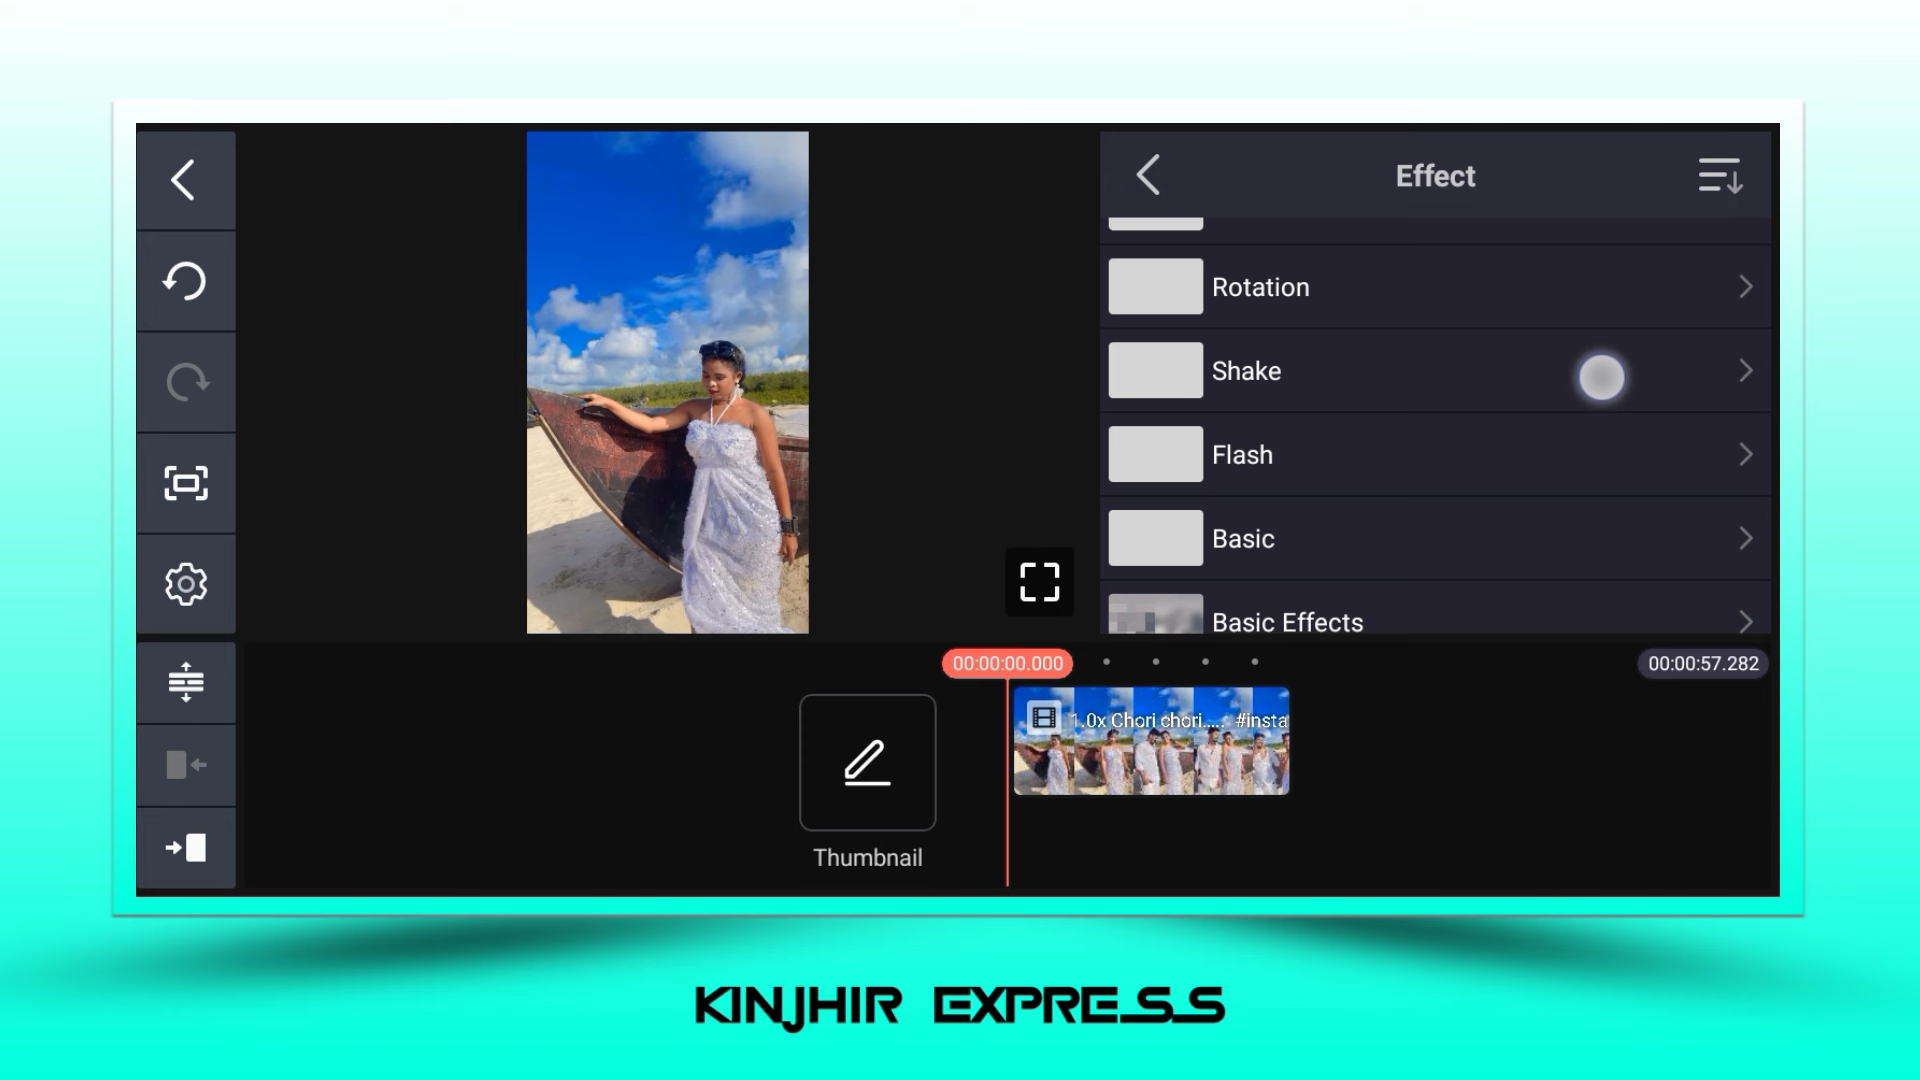 Effect
Rotation
Shake
Flash
Basic
Basic Effects
00:00:00.000
00:00:57.282
1.0x Chori chori..... #insta
Thumbnail
KINJHIR EXPRESS